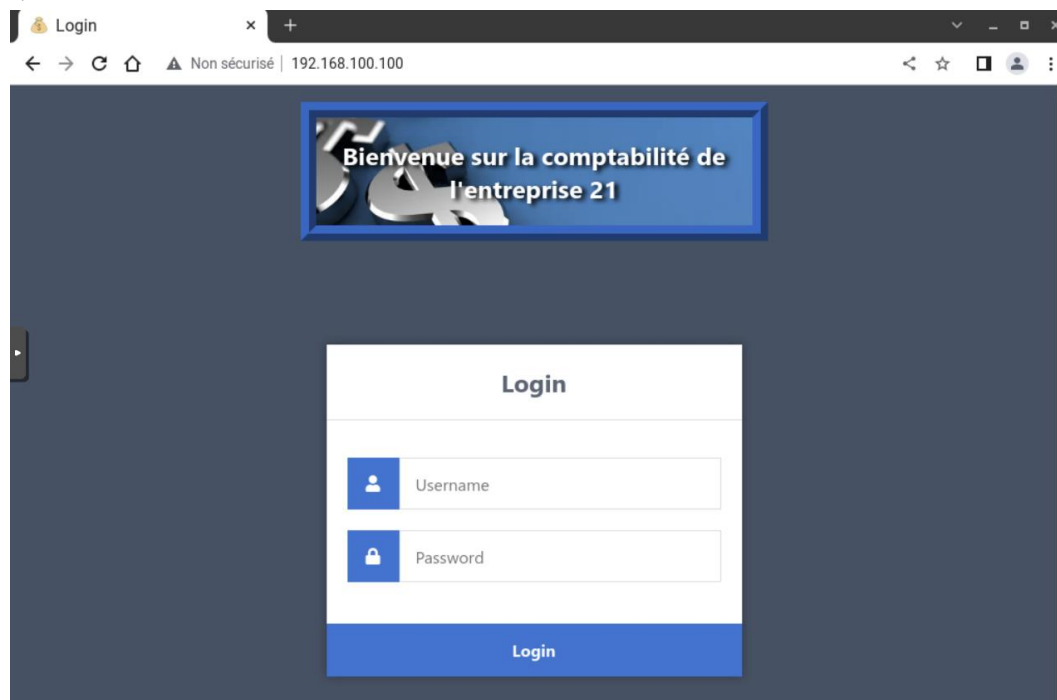 Login
Non sécurisé
192.168.100.100
Bienvenue sur la comptabilité de
l'entreprise 21
Login
Username
Password
Login